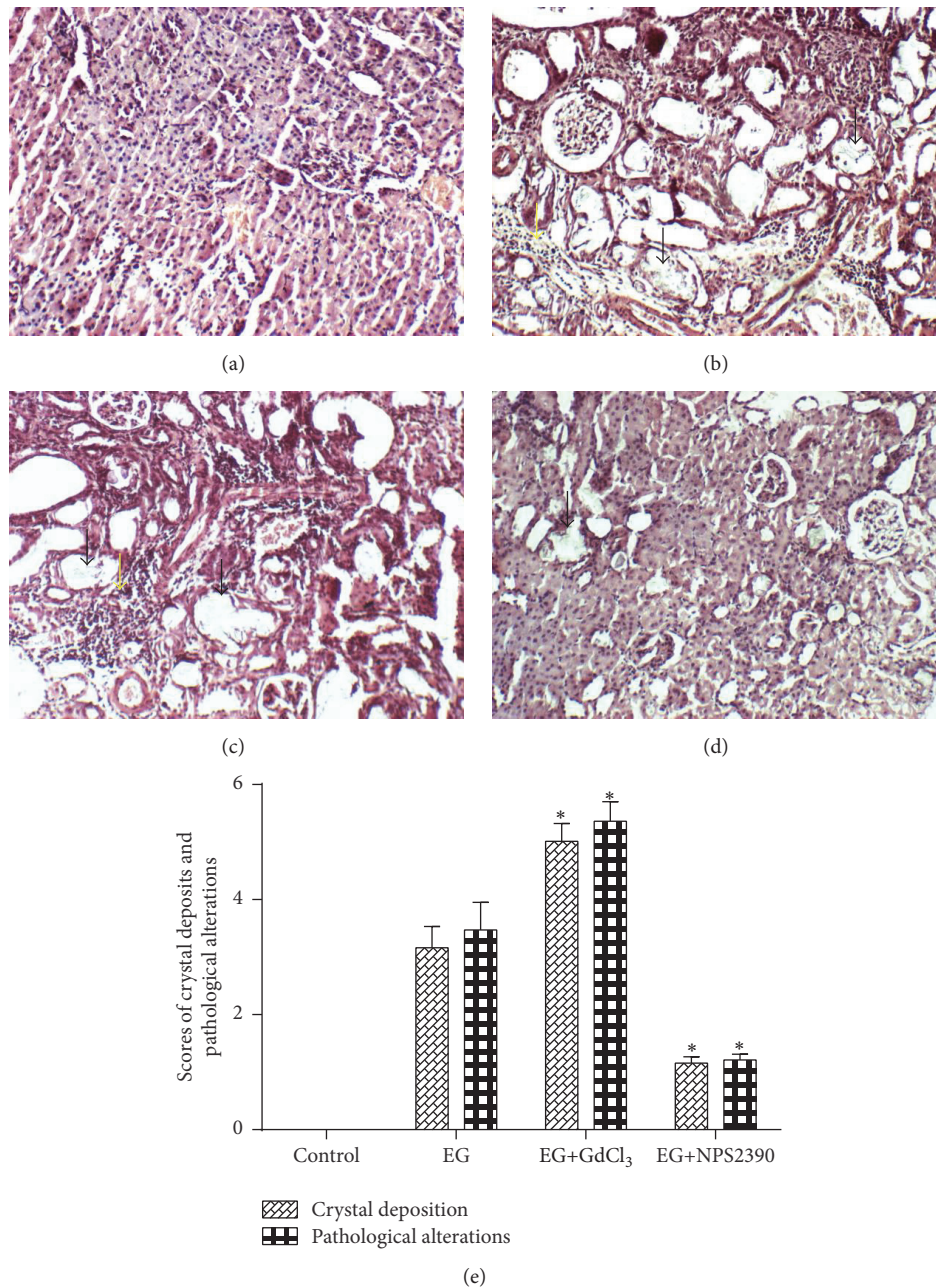 (a)
(b)
(c)
(d)
6
4
2
0
Scores of crystal deposits and
pathological alterations
* *
* *
Control EG EG+GdCl₃ EG+NPS2390
Crystal deposition
Pathological alterations
(e)